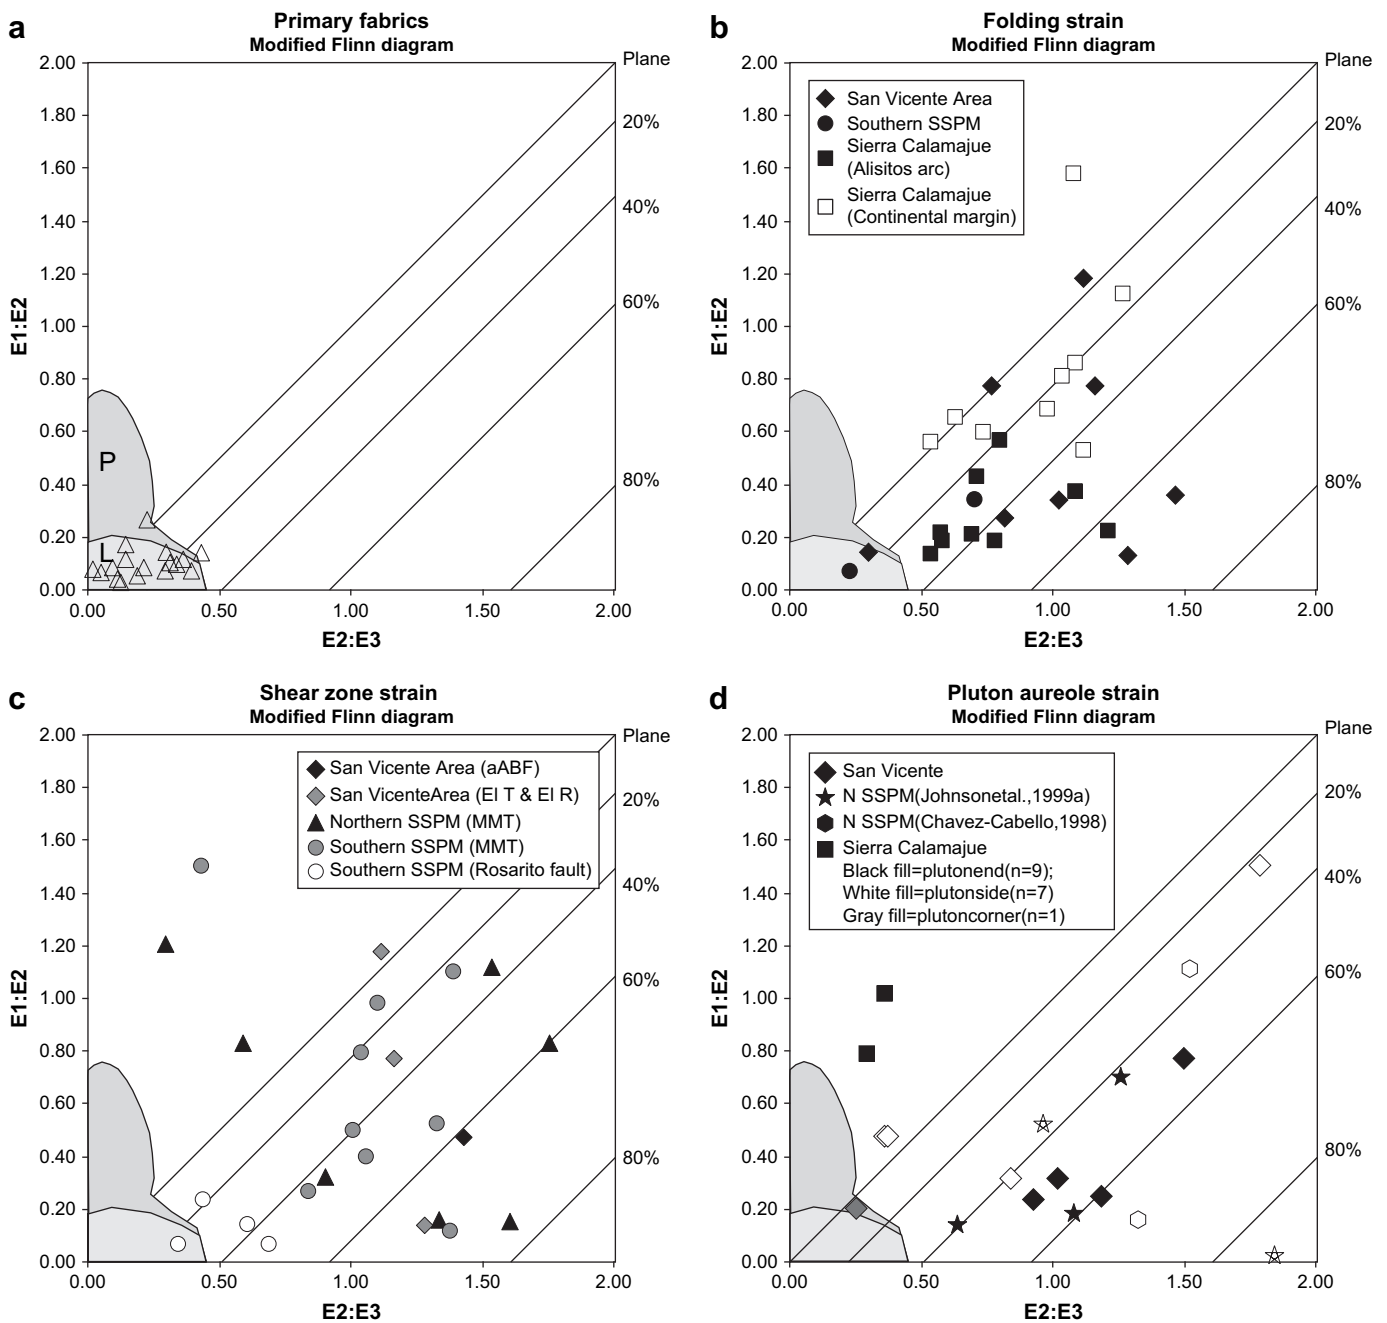 a
Primary fabrics
Modified Flinn diagram
2.00
1.80
1.60
1.40
1.20
1.00
0.80
0.60
0.40
0.20
0.00
E1:E2
P
L
Plane
20%
40%
60%
80%
0.00 0.50 1.00 1.50 2.00
E2:E3
b
Folding strain
Modified Flinn diagram
2.00
1.80
1.60
1.40
1.20
1.00
0.80
0.60
0.40
0.20
0.00
E1:E2
San Vicente Area
Southern SSPM
Sierra Calamajue
(Alisitos arc)
Sierra Calamajue
(Continental margin)
Plane
20%
40%
60%
80%
0.00 0.50 1.00 1.50 2.00
E2:E3
c
Shear zone strain
Modified Flinn diagram
2.00
1.80
1.60
1.40
1.20
1.00
0.80
0.60
0.40
0.20
0.00
E1:E2
San Vicente Area (aABF)
San VicenteArea (El T & El R)
Northern SSPM (MMT)
Southern SSPM (MMT)
Southern SSPM (Rosarito fault)
Plane
20%
40%
60%
80%
0.00 0.50 1.00 1.50 2.00
E2:E3
d
Pluton aureole strain
Modified Flinn diagram
2.00
1.80
1.60
1.40
1.20
1.00
0.80
0.60
0.40
0.20
0.00
E1:E2
San Vicente
N SSPM(Johnsonetal.,1999a)
N SSPM(Chavez-Cabello,1998)
Sierra Calamajue
Black fill=plutonend(n=9);
White fill=plutonside(n=7)
Gray fill=plutoncorner(n=1)
Plane
20%
40%
60%
80%
0.00 0.50 1.00 1.50 2.00
E2:E3